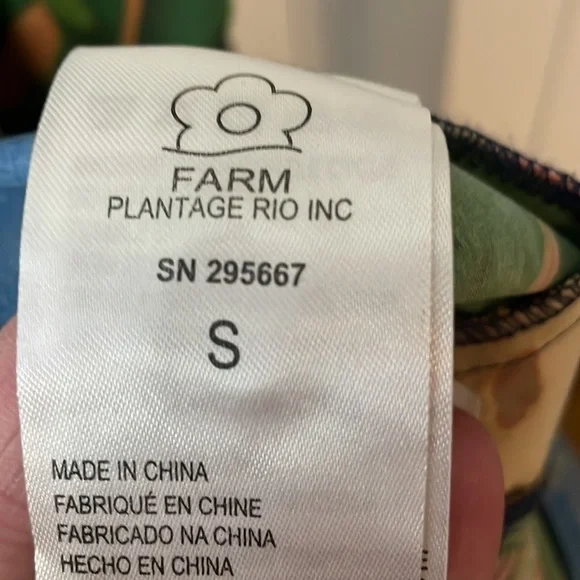 FARM
PLANTAGE RIO INC
SN 295667
S
MADE IN CHINA
FABRIQUÉ EN CHINE
FABRICADO NA CHINA
HECHO EN CHINA